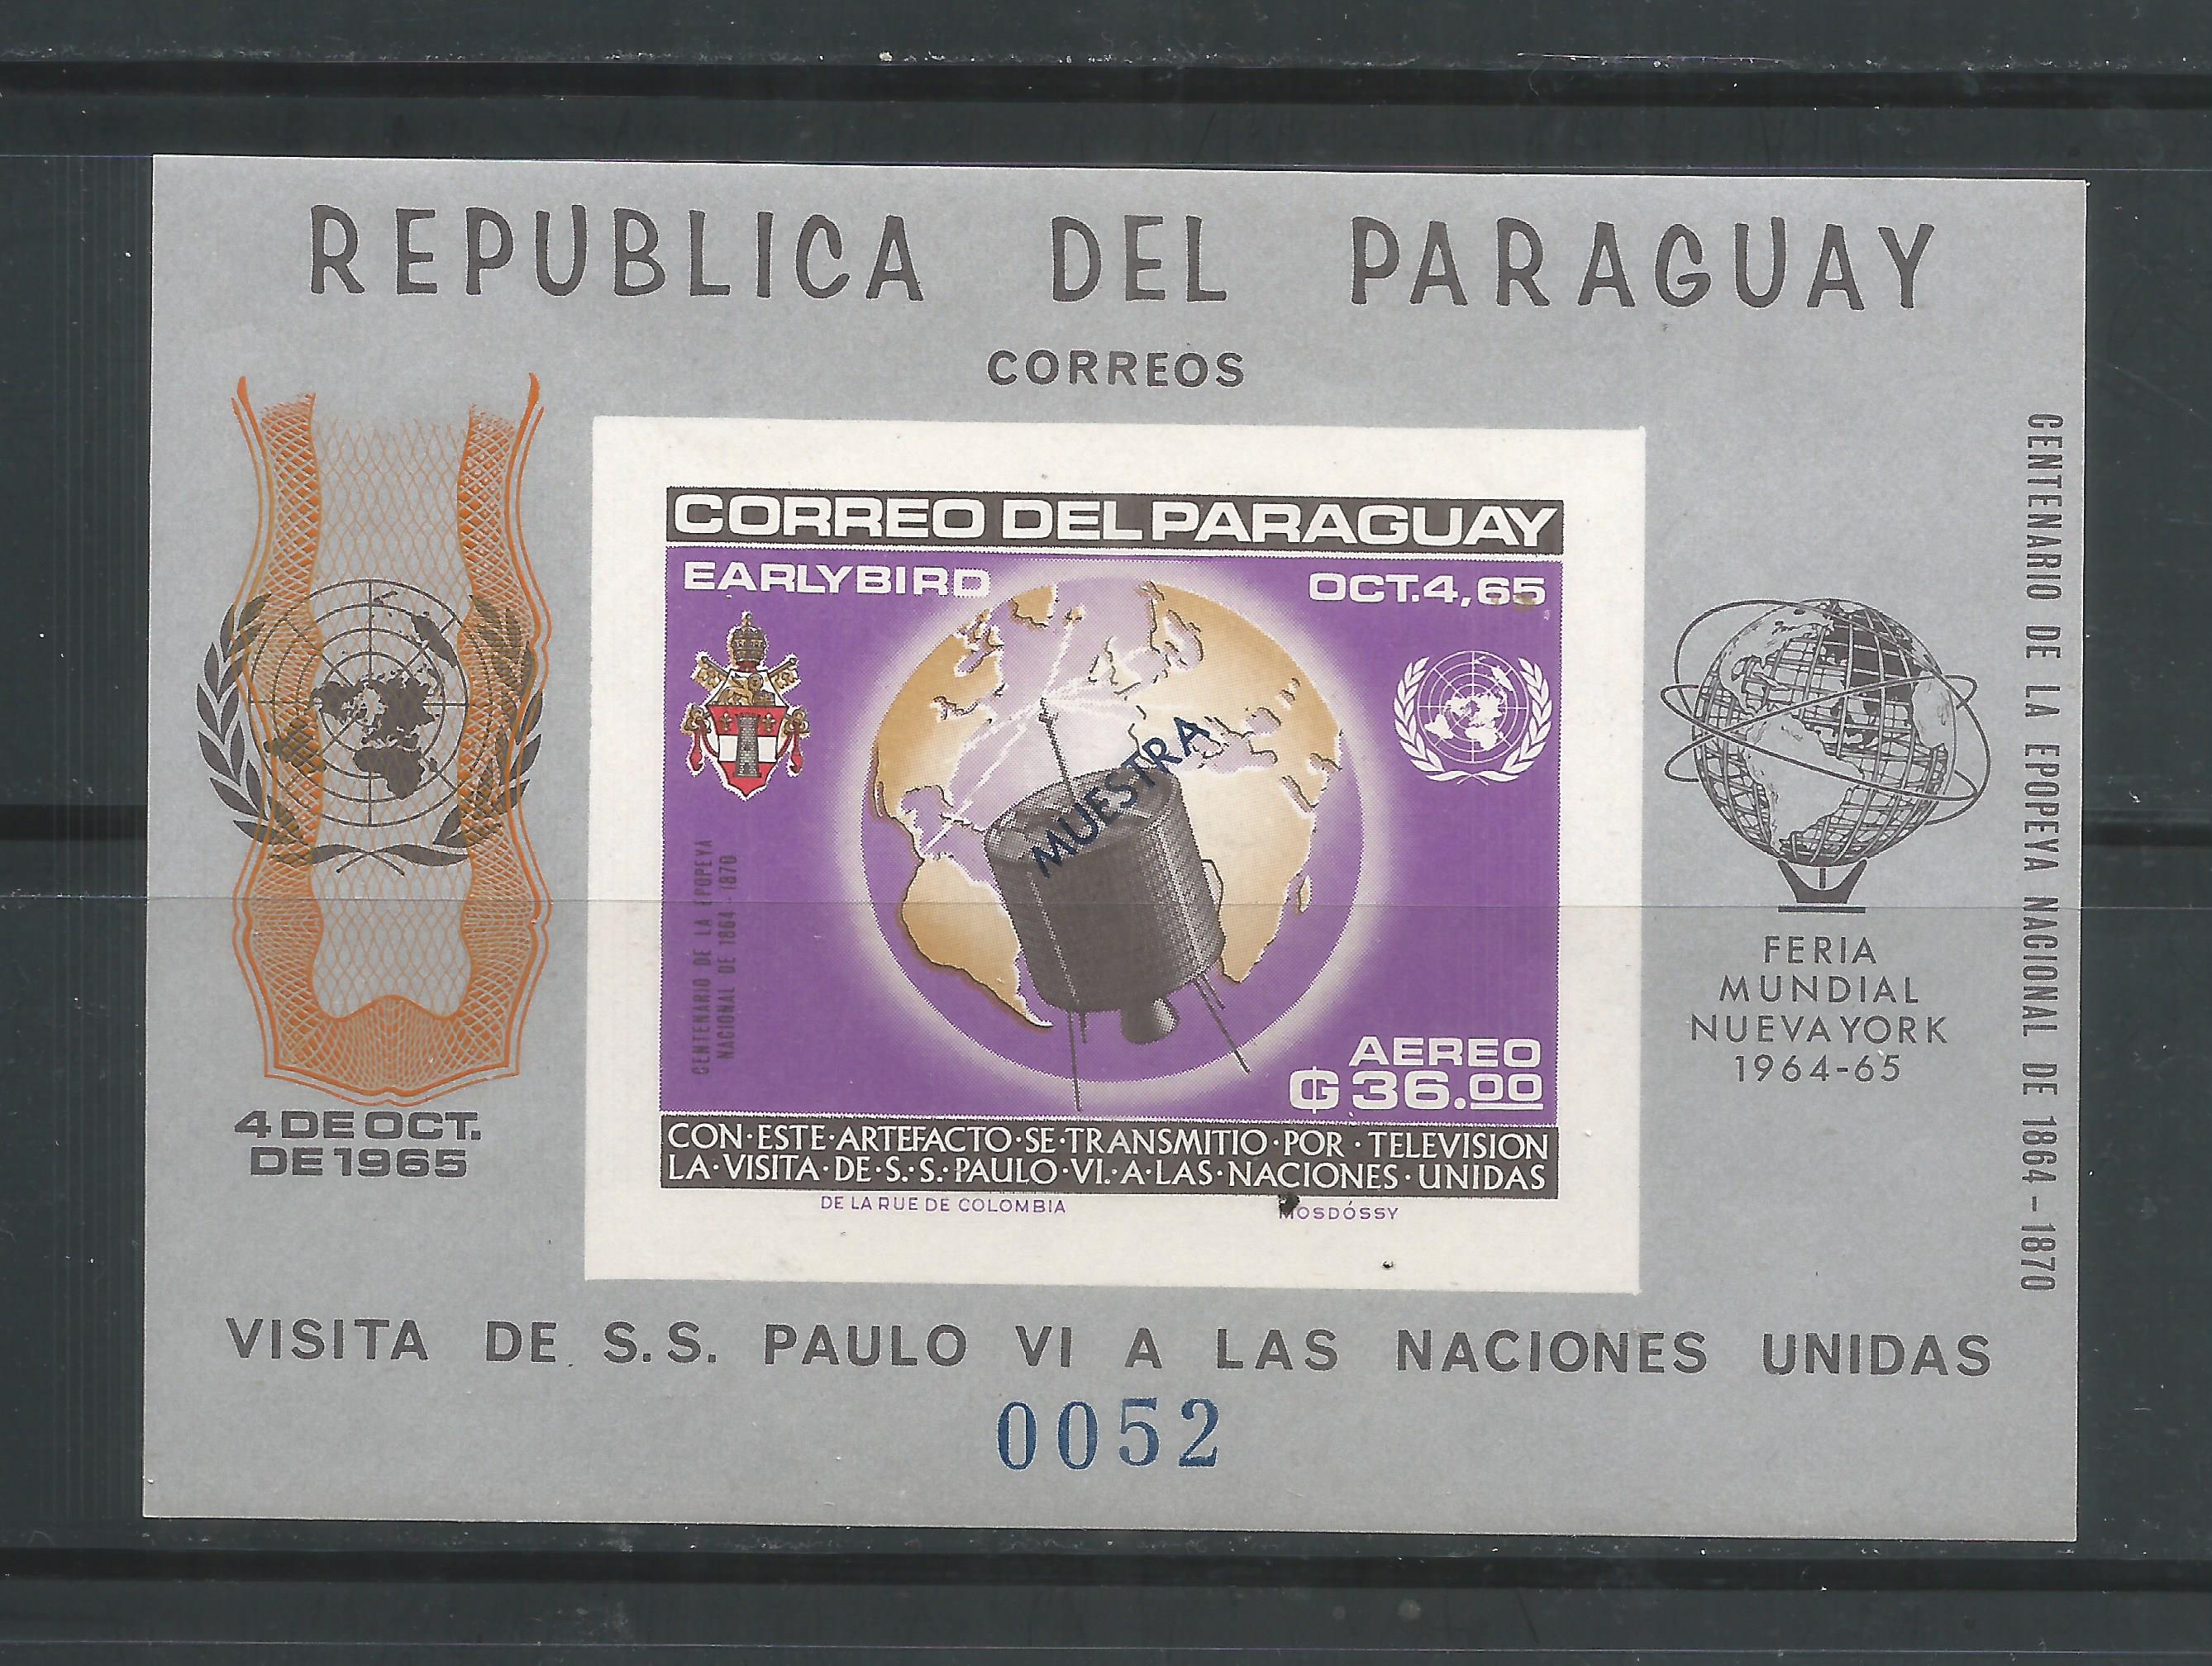 REPUBLICA DEL PARAGUAY
CORREOS
CORREO DEL PARAGUAY
EARLY BIRD
OCT. 4, 65
MUESTRA
CENTENARIO DE LA EPOPEYA
NACIONAL DE 1864 - 1870
AEREO
₲ 36.00
CON·ESTE·ARTEFACTO·SE·TRANSMITIO·POR·TELEVISION
LA·VISITA·DE·S.S.·PAULO·VI.·A·LAS·NACIONES·UNIDAS
DE LA RUE DE COLOMBIA
MOSDÓSSY
4 DE OCT.
DE 1965
FERIA
MUNDIAL
NUEVA YORK
1964-65
CENTENARIO DE LA EPOPEYA NACIONAL DE 1864 - 1870
VISITA DE S.S. PAULO VI A LAS NACIONES UNIDAS
0052